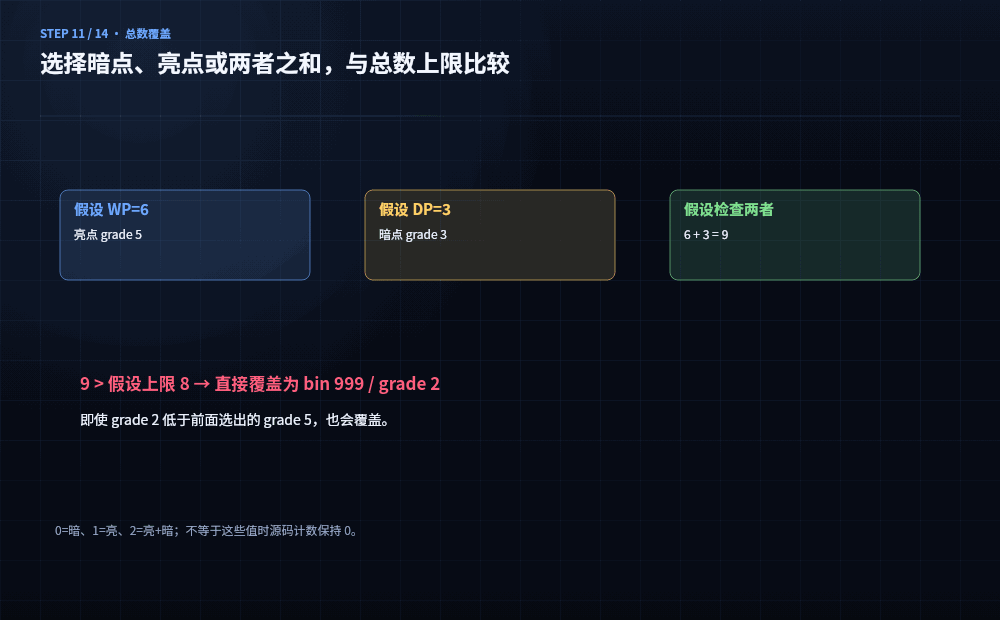 STEP 11 / 14 • 总数覆盖
选择暗点、亮点或两者之和，与总数上限比较
假设 WP=6
亮点 grade 5
假设 DP=3
暗点 grade 3
假设检查两者
6 + 3 = 9
9 > 假设上限 8 → 直接覆盖为 bin 999 / grade 2
即使 grade 2 低于前面选出的 grade 5，也会覆盖。
0=暗、1=亮、2=亮+暗；不等于这些值时源码计数保持 0。